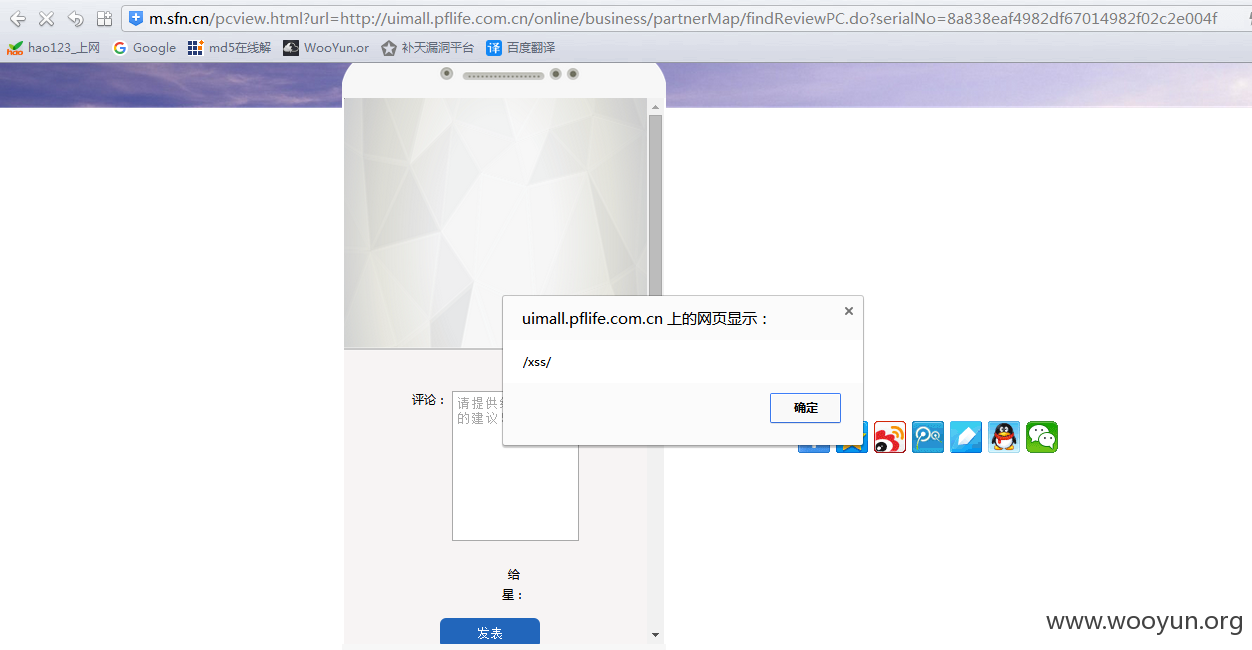 m.sfn.cn/pcview.html?url=http://uimall.pflife.com.cn/online/business/partnerMap/findReviewPC.do?serialNo=8a838eaf4982df67014982f02c2e004f
hao123_上网 Google md5在线解 WooYun.or 补天漏洞平台 译 百度翻译
uimall.pflife.com.cn 上的网页显示：
/xss/
确定
评论：
请提供
的建议
给
星：
发表
www.wooyun.org